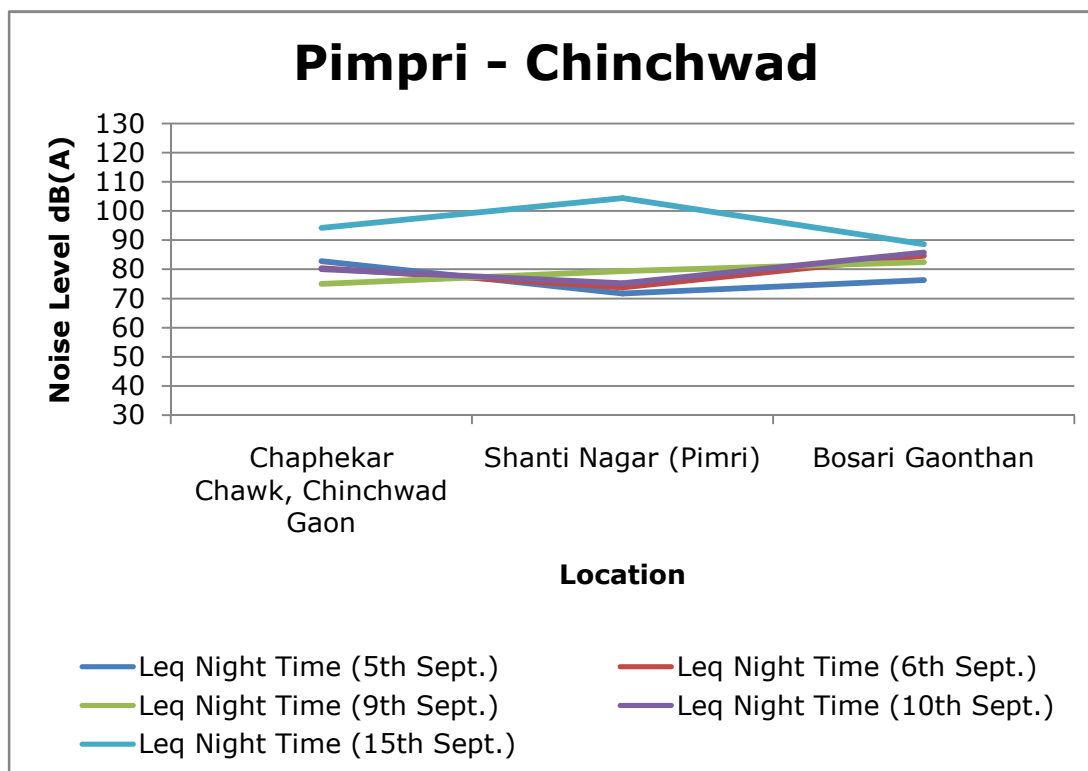 Pimpri - Chinchwad
Noise Level dB(A)
130
120
110
100
90
80
70
60
50
40
30
Chaphekar
Chawk, Chinchwad
Gaon
Shanti Nagar (Pimri)
Bosari Gaonthan
Location
Leq Night Time (5th Sept.)
Leq Night Time (6th Sept.)
Leq Night Time (9th Sept.)
Leq Night Time (10th Sept.)
Leq Night Time (15th Sept.)